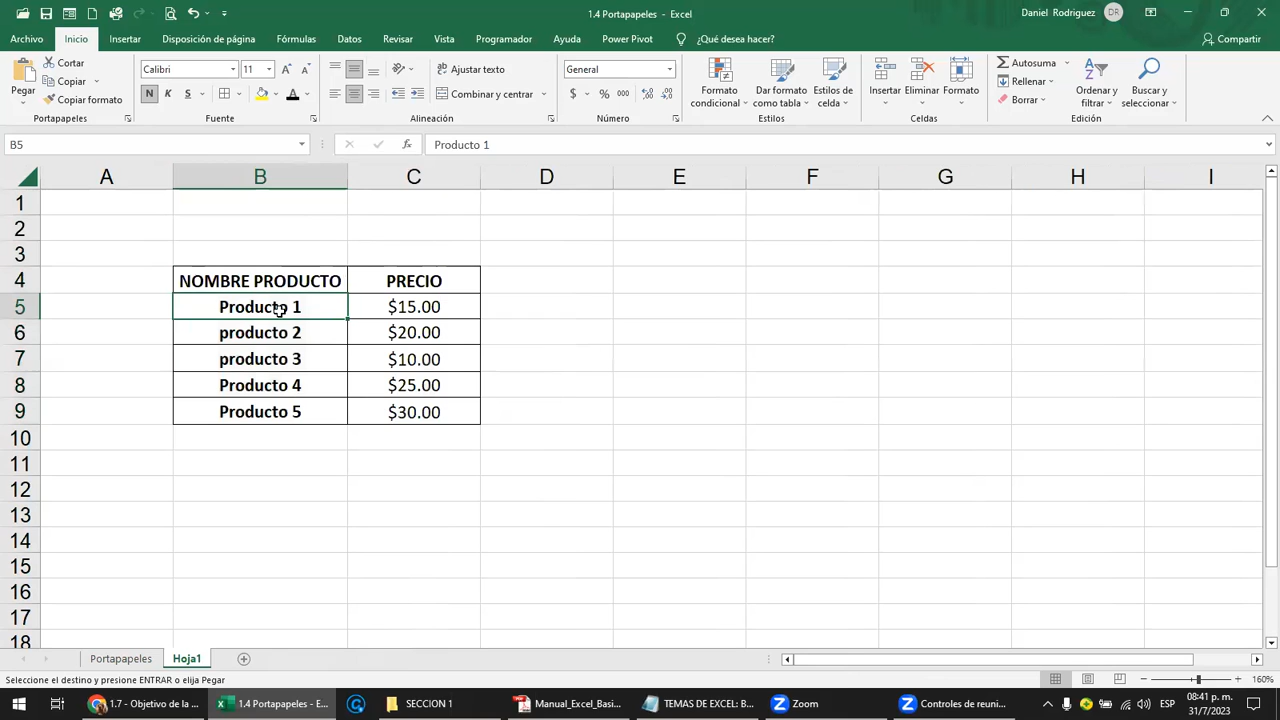 1.4 Portapapeles - Excel
Daniel Rodriguez DR
Archivo Inicio Insertar Disposición de página Fórmulas Datos Revisar Vista Programador Ayuda Power Pivot ¿Qué desea hacer? Compartir
Pegar
Cortar
Copiar
Copiar formato
Portapapeles
Calibri 11
N K S
Fuente
Ajustar texto
Combinar y centrar
Alineación
General
$ % 000
Número
Formato condicional
Dar formato como tabla
Estilos de celda
Estilos
Insertar Eliminar Formato
Celdas
Autosuma
Rellenar
Borrar
Ordenar y filtrar
Buscar y seleccionar
Edición
B5 fx Producto 1
A B C D E F G H I
1
2
3
4 NOMBRE PRODUCTO PRECIO
5 Producto 1 $15.00
6 producto 2 $20.00
7 producto 3 $10.00
8 Producto 4 $25.00
9 Producto 5 $30.00
10
11
12
13
14
15
16
17
18
Portapapeles Hoja1
Seleccione el destino y presione ENTRAR o elija Pegar 160%
1.7 - Objetivo de la ... 1.4 Portapapeles - E... SECCION 1 Manual_Excel_Basi... TEMAS DE EXCEL: B... Zoom Controles de reuni... ESP 08:41 p. m.
31/7/2023